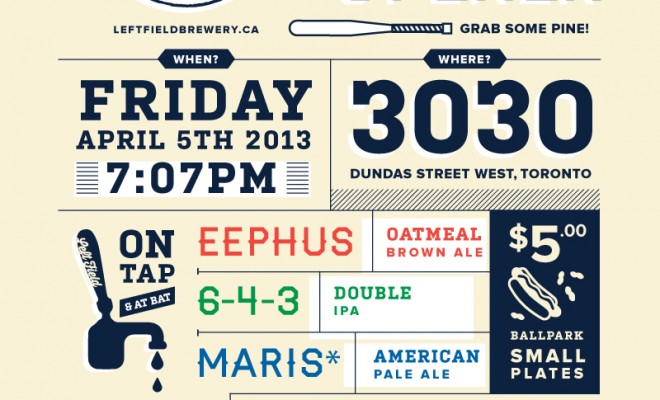 LEFTFIELDBREWERY.CA
GRAB SOME PINE!
WHEN?
FRIDAY
APRIL 5TH 2013
7:07PM
WHERE?
3030
DUNDAS STREET WEST, TORONTO
Left Field
ON
TAP
& AT BAT
EEPHUS
OATMEAL
BROWN ALE
6-4-3
DOUBLE
IPA
MARIS*
AMERICAN
PALE ALE
$5.00
BALLPARK
SMALL
PLATES